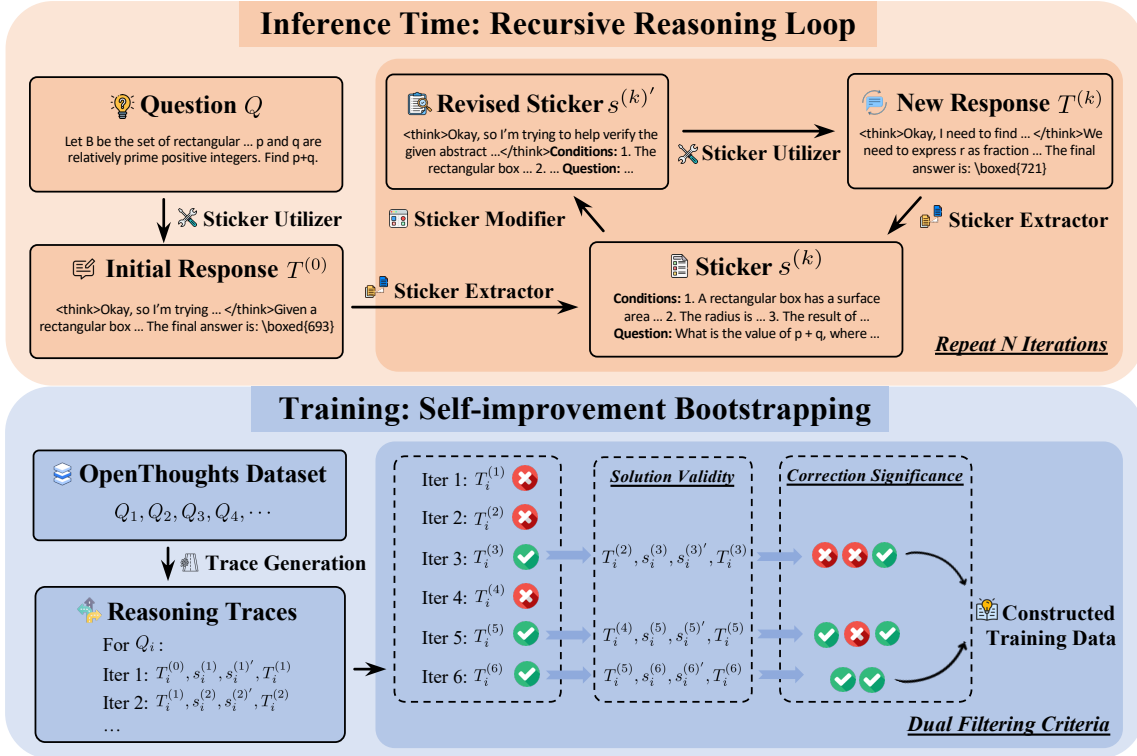 Inference Time: Recursive Reasoning Loop
Question Q
Let B be the set of rectangular ... p and q are
relatively prime positive integers. Find p+q.
Sticker Utilizer
Initial Response T^{(0)}
<think>Okay, so I'm trying ... </think>Given a
rectangular box ... The final answer is: \boxed{693}
Sticker Extractor
Revised Sticker s^{(k)'}
<think>Okay, so I'm trying to help verify the
given abstract ...</think>Conditions: 1. The
rectangular box ... 2. ... Question: ...
Sticker Utilizer
New Response T^{(k)}
<think>Okay, I need to find ... </think>We
need to express r as fraction ... The final
answer is: \boxed{721}
Sticker Modifier
Sticker Extractor
Sticker s^{(k)}
Conditions: 1. A rectangular box has a surface
area ... 2. The radius is ... 3. The result of ...
Question: What is the value of p + q, where ...
Repeat N Iterations
Training: Self-improvement Bootstrapping
OpenThoughts Dataset
Q_1, Q_2, Q_3, Q_4, ⋯
Trace Generation
Reasoning Traces
For Q_i :
Iter 1: T_i^{(0)}, s_i^{(1)}, s_i^{(1)'}, T_i^{(1)}
Iter 2: T_i^{(1)}, s_i^{(2)}, s_i^{(2)'}, T_i^{(2)}
...
Iter 1: T_i^{(1)}
Iter 2: T_i^{(2)}
Iter 3: T_i^{(3)}
Iter 4: T_i^{(4)}
Iter 5: T_i^{(5)}
Iter 6: T_i^{(6)}
Solution Validity
T_i^{(2)}, s_i^{(3)}, s_i^{(3)'}, T_i^{(3)}
T_i^{(4)}, s_i^{(5)}, s_i^{(5)'}, T_i^{(5)}
T_i^{(5)}, s_i^{(6)}, s_i^{(6)'}, T_i^{(6)}
Correction Significance
Constructed
Training Data
Dual Filtering Criteria